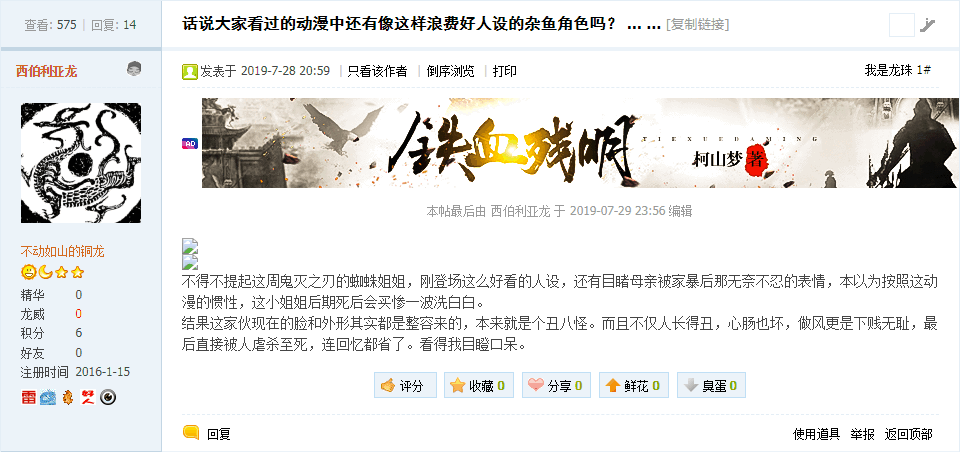 查看: 575 | 回复: 14
话说大家看过的动漫中还有像这样浪费好人设的杂鱼角色吗？ ... ... [复制链接]
西伯利亚龙
发表于 2019-7-28 20:59 | 只看该作者 | 倒序浏览 | 打印
我是龙珠 1#
AD
铁血残明
TIEXUEDAMING
柯山梦 著
本帖最后由 西伯利亚龙 于 2019-07-29 23:56 编辑
不动如山的铜龙
精华 0
龙威 0
积分 6
好友 0
注册时间 2016-1-15
不得不提起这周鬼灭之刃的蜘蛛姐姐，刚登场这么好看的人设，还有目睹母亲被家暴后那无奈不忍的表情，本以为按照这动
漫的惯性，这小姐姐后期死后会买惨一波洗白白。
结果这家伙现在的脸和外形其实都是整容来的，本来就是个丑八怪。而且不仅人长得丑，心肠也坏，做风更是下贱无耻，最
后直接被人虐杀至死，连回忆都省了。看得我目瞪口呆。
评分
收藏 0
分享 0
鲜花 0
臭蛋 0
回复
使用道具 举报 返回顶部